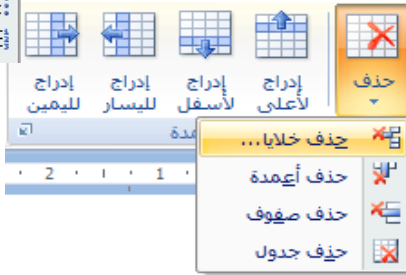 حذف
إدراج لأعلى
إدراج لأسفل
إدراج لليسار
إدراج لليمين
حذف خلايا...
حذف أعمدة
حذف صفوف
حذف جدول
1 2